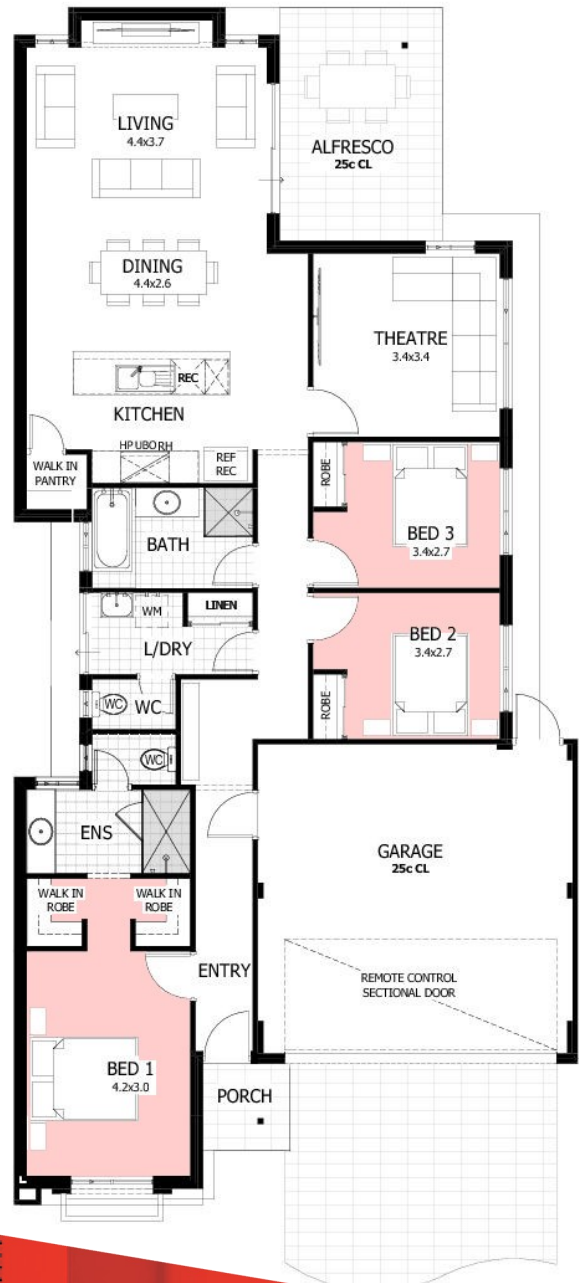 LIVING
4.4x3.7
ALFRESCO
25c CL
DINING
4.4x2.6
THEATRE
3.4x3.4
REC
KITCHEN
HP UBO RH
REF
REC
WALK IN
PANTRY
ROBE
BED 3
3.4x2.7
BATH
LINEN
WM
L/DRY
BED 2
3.4x2.7
ROBE
WC
WC
WC
ENS
GARAGE
25c CL
WALK IN
ROBE
WALK IN
ROBE
ENTRY
REMOTE CONTROL
SECTIONAL DOOR
BED 1
4.2x3.0
PORCH